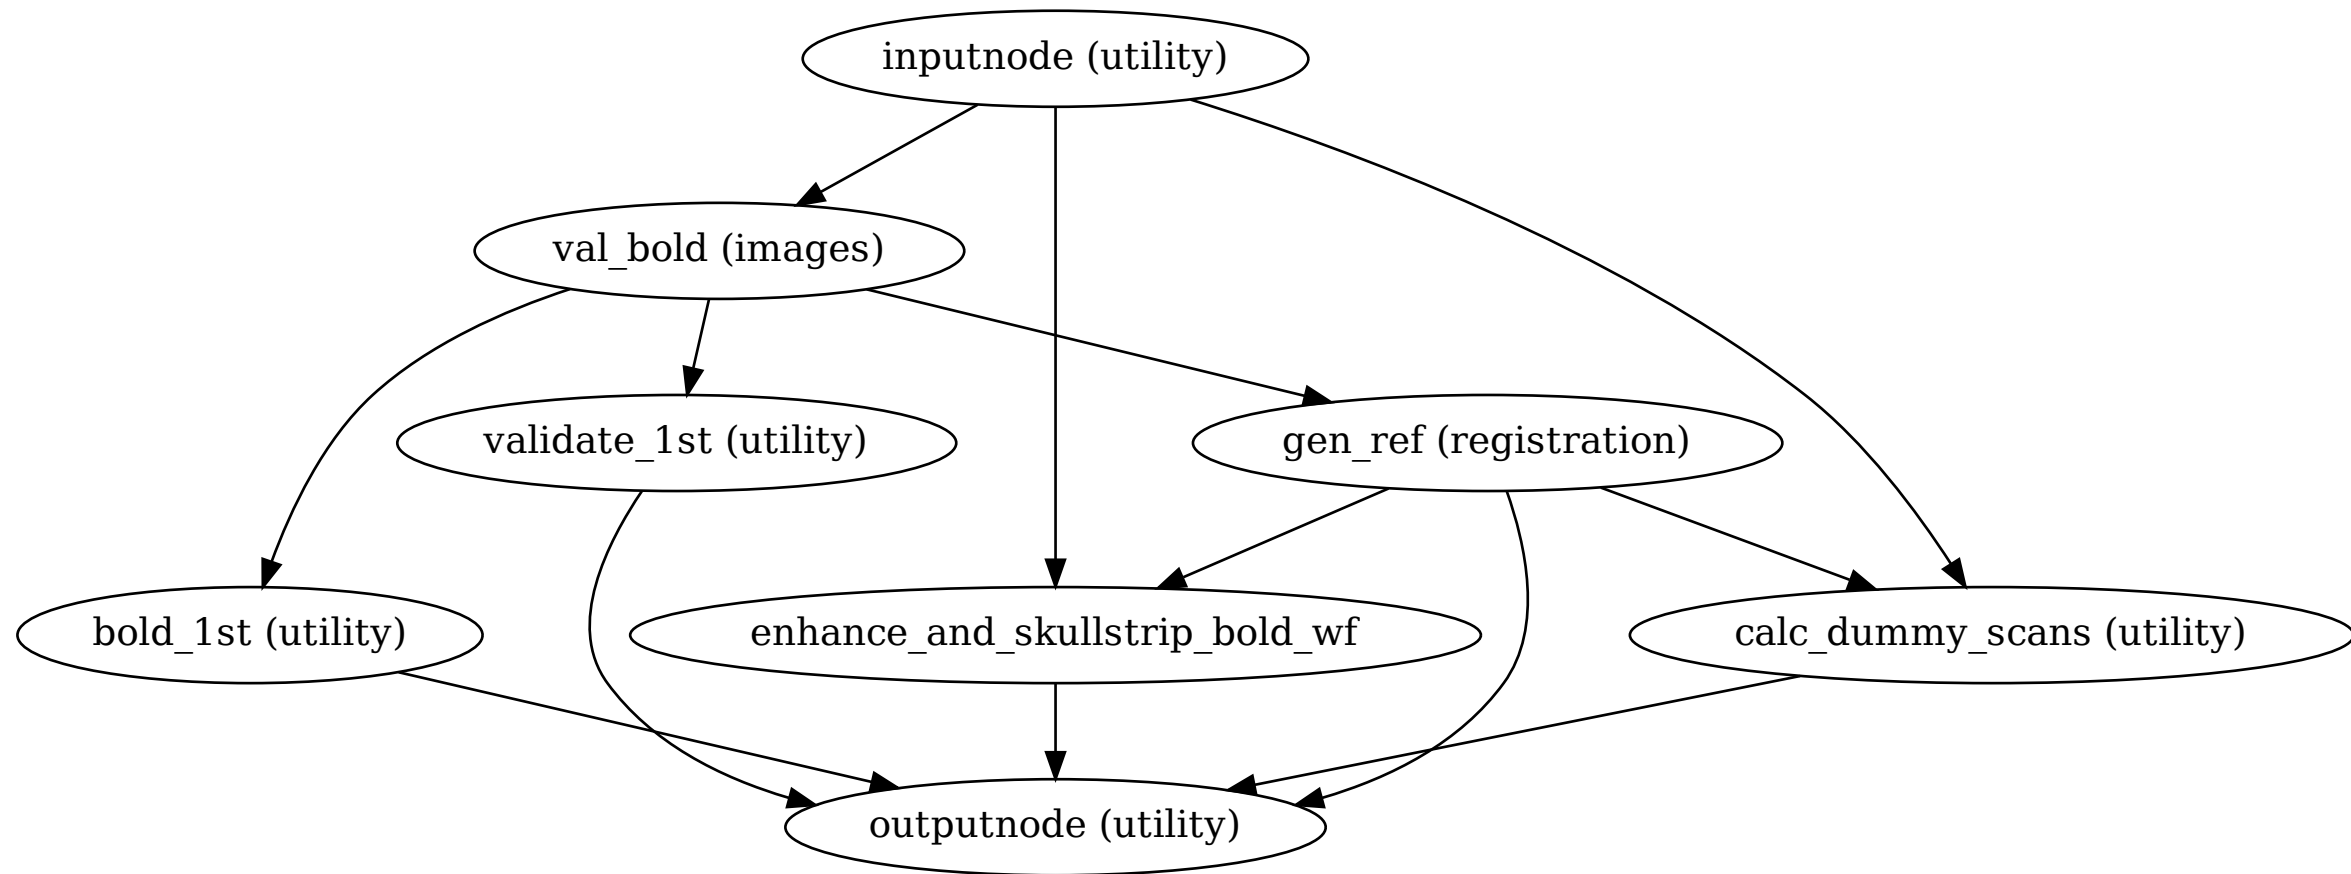 inputnode (utility)
val_bold (images)
validate_1st (utility)
gen_ref (registration)
bold_1st (utility)
enhance_and_skullstrip_bold_wf
calc_dummy_scans (utility)
outputnode (utility)